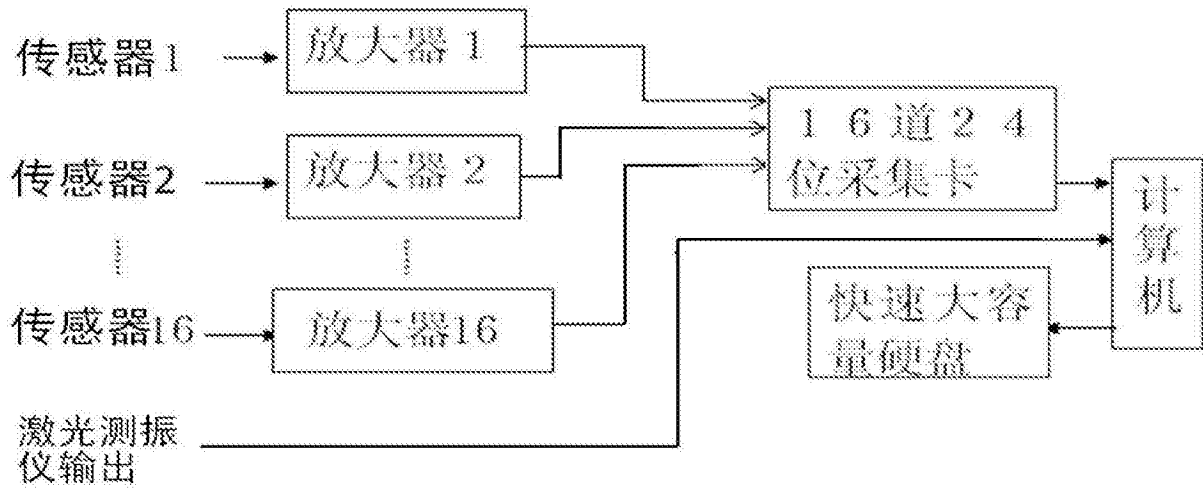 传感器1
放大器1
16道24
位采集卡
传感器2
放大器2
计算机
传感器16
放大器16
快速大容
量硬盘
激光测振
仪输出